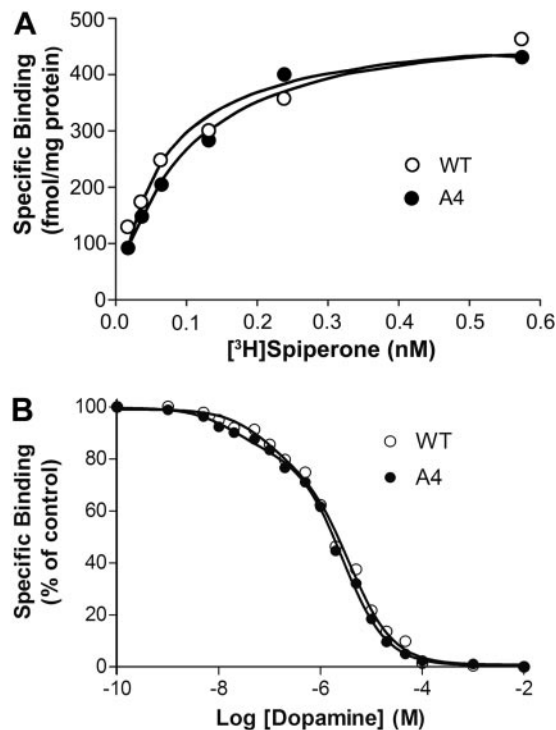 A
Specific Binding
(fmol/mg protein)
500
400
300
200
100
0
WT
A4
0.0 0.1 0.2 0.3 0.4 0.5 0.6
[³H]Spiperone (nM)
B
Specific Binding
(% of control)
100
80
60
40
20
0
WT
A4
-10 -8 -6 -4 -2
Log [Dopamine] (M)